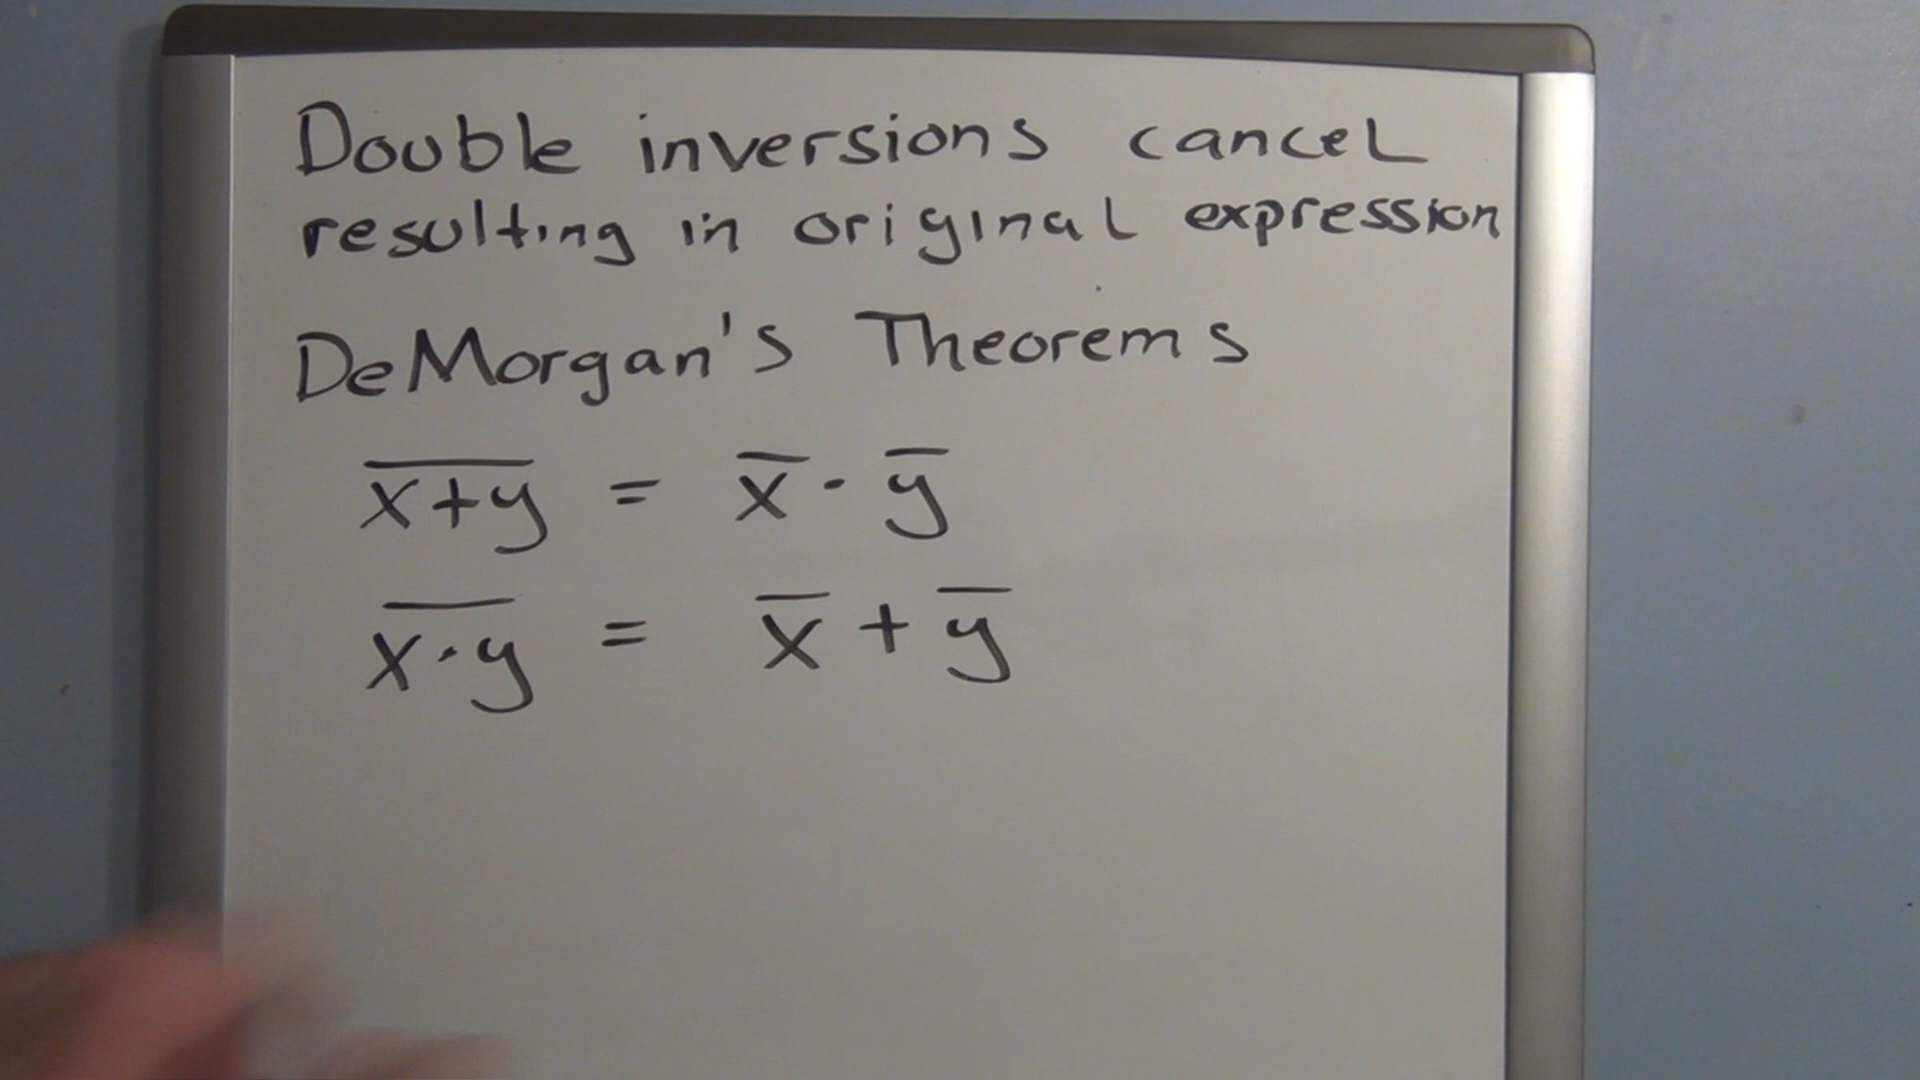 Double inversions cancel
resulting in original expression
DeMorgan's Theorems
x̅+̅y̅ = x̅ · y̅
x̅·̅y̅ = x̅ + y̅